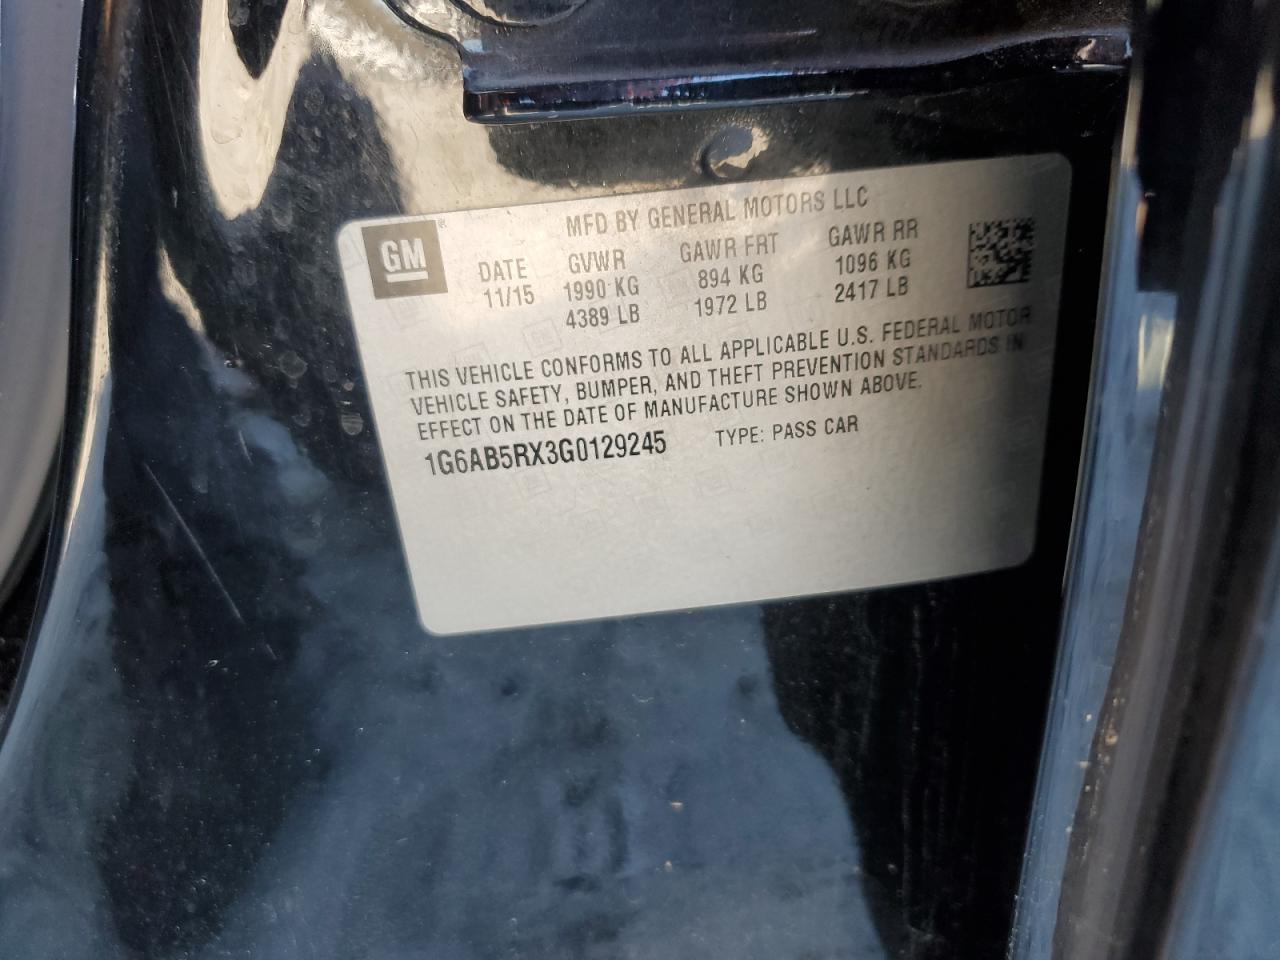 MFD BY GENERAL MOTORS LLC
GM ®
DATE GVWR GAWR FRT GAWR RR
11/15 1990 KG 894 KG 1096 KG
4389 LB 1972 LB 2417 LB
THIS VEHICLE CONFORMS TO ALL APPLICABLE U.S. FEDERAL MOTOR
VEHICLE SAFETY, BUMPER, AND THEFT PREVENTION STANDARDS IN
EFFECT ON THE DATE OF MANUFACTURE SHOWN ABOVE.
1G6AB5RX3G0129245 TYPE: PASS CAR